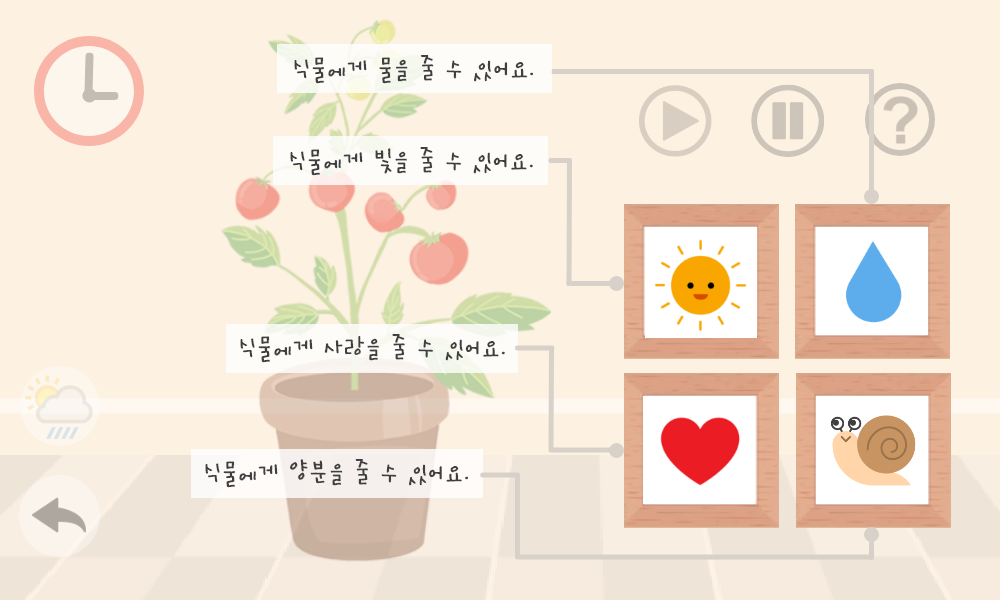 식물에게 물을 줄 수 있어요.
식물에게 빛을 줄 수 있어요.
식물에게 사랑을 줄 수 있어요.
식물에게 양분을 줄 수 있어요.
?